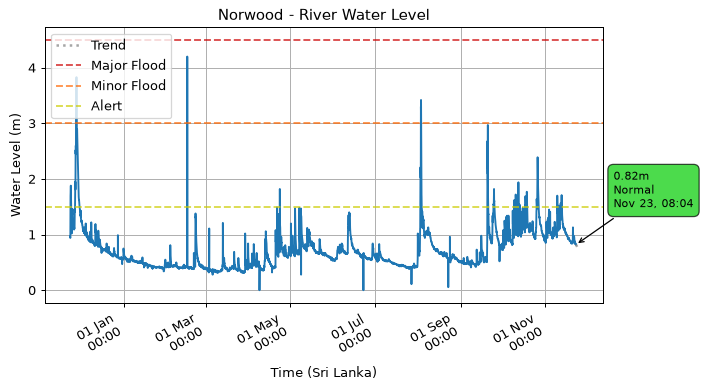 Norwood - River Water Level
Trend
Major Flood
Minor Flood
Alert
Water Level (m)
4
3
2
1
0
0.82m
Normal
Nov 23, 08:04
01 Jan
00:00
01 Mar
00:00
01 May
00:00
01 Jul
00:00
01 Sep
00:00
01 Nov
00:00
Time (Sri Lanka)